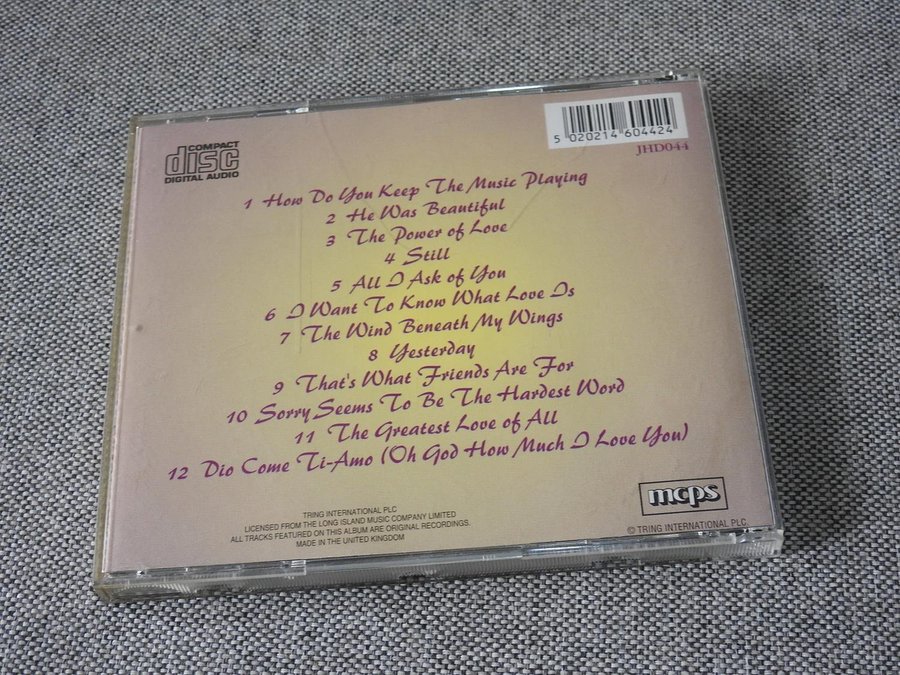 COMPACT
disc
DIGITAL AUDIO
5 020214 604424
JHD044
1 How Do You Keep The Music Playing
2 He Was Beautiful
3 The Power of Love
4 Still
5 All I Ask of You
6 I Want To Know What Love Is
7 The Wind Beneath My Wings
8 Yesterday
9 That's What Friends Are For
10 Sorry Seems To Be The Hardest Word
11 The Greatest Love of All
12 Dio Come Ti-Amo (Oh God How Much I Love You)
mcps
TRING INTERNATIONAL PLC
LICENSED FROM THE LONG ISLAND MUSIC COMPANY LIMITED
ALL TRACKS FEATURED ON THIS ALBUM ARE ORIGINAL RECORDINGS.
MADE IN THE UNITED KINGDOM
© TRING INTERNATIONAL PLC.